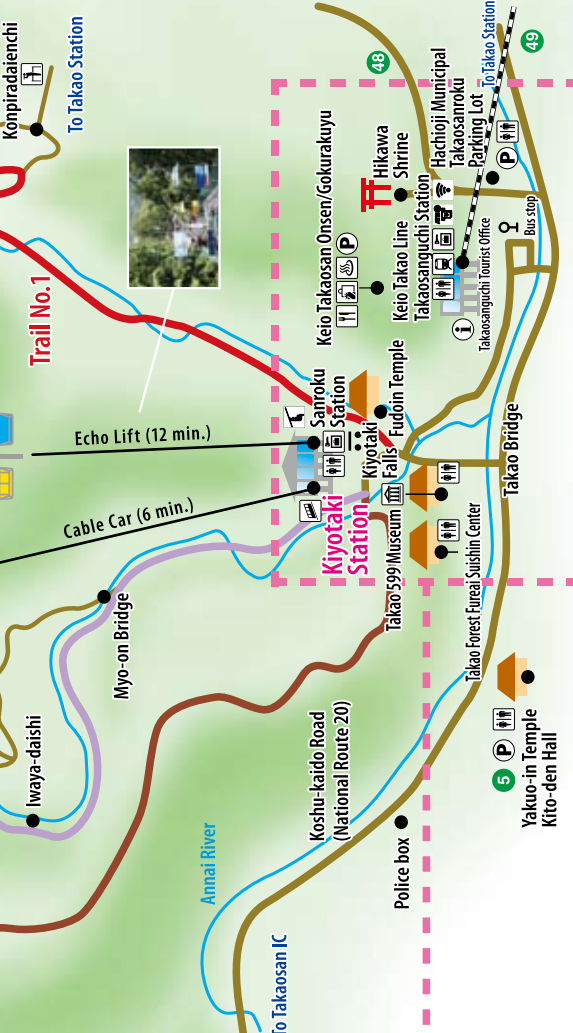 Konpiradaienchi
To Takao Station
Trail No.1
48
49
To Takao Station
Hachioji Municipal
Takaosanroku
Parking Lot
P
Hikawa
Shrine
Keio Takaosan Onsen/Gokurakuyu
P
Keio Takao Line
Takaosanguchi Station
i
Takaosanguchi Tourist Office
Bus stop
Echo Lift (12 min.)
Cable Car (6 min.)
Sanroku
Station
Kiyotaki
Station
Kiyotaki
Falls
Fudoin Temple
Takao 599 Museum
Takao Bridge
Takao Forest Fureai Suishin Center
Myo-on Bridge
Iwaya-daishi
Koshu-kaido Road
(National Route 20)
Annai River
Police box
To Takaosan IC
5
P
Yakuo-in Temple
Kito-den Hall